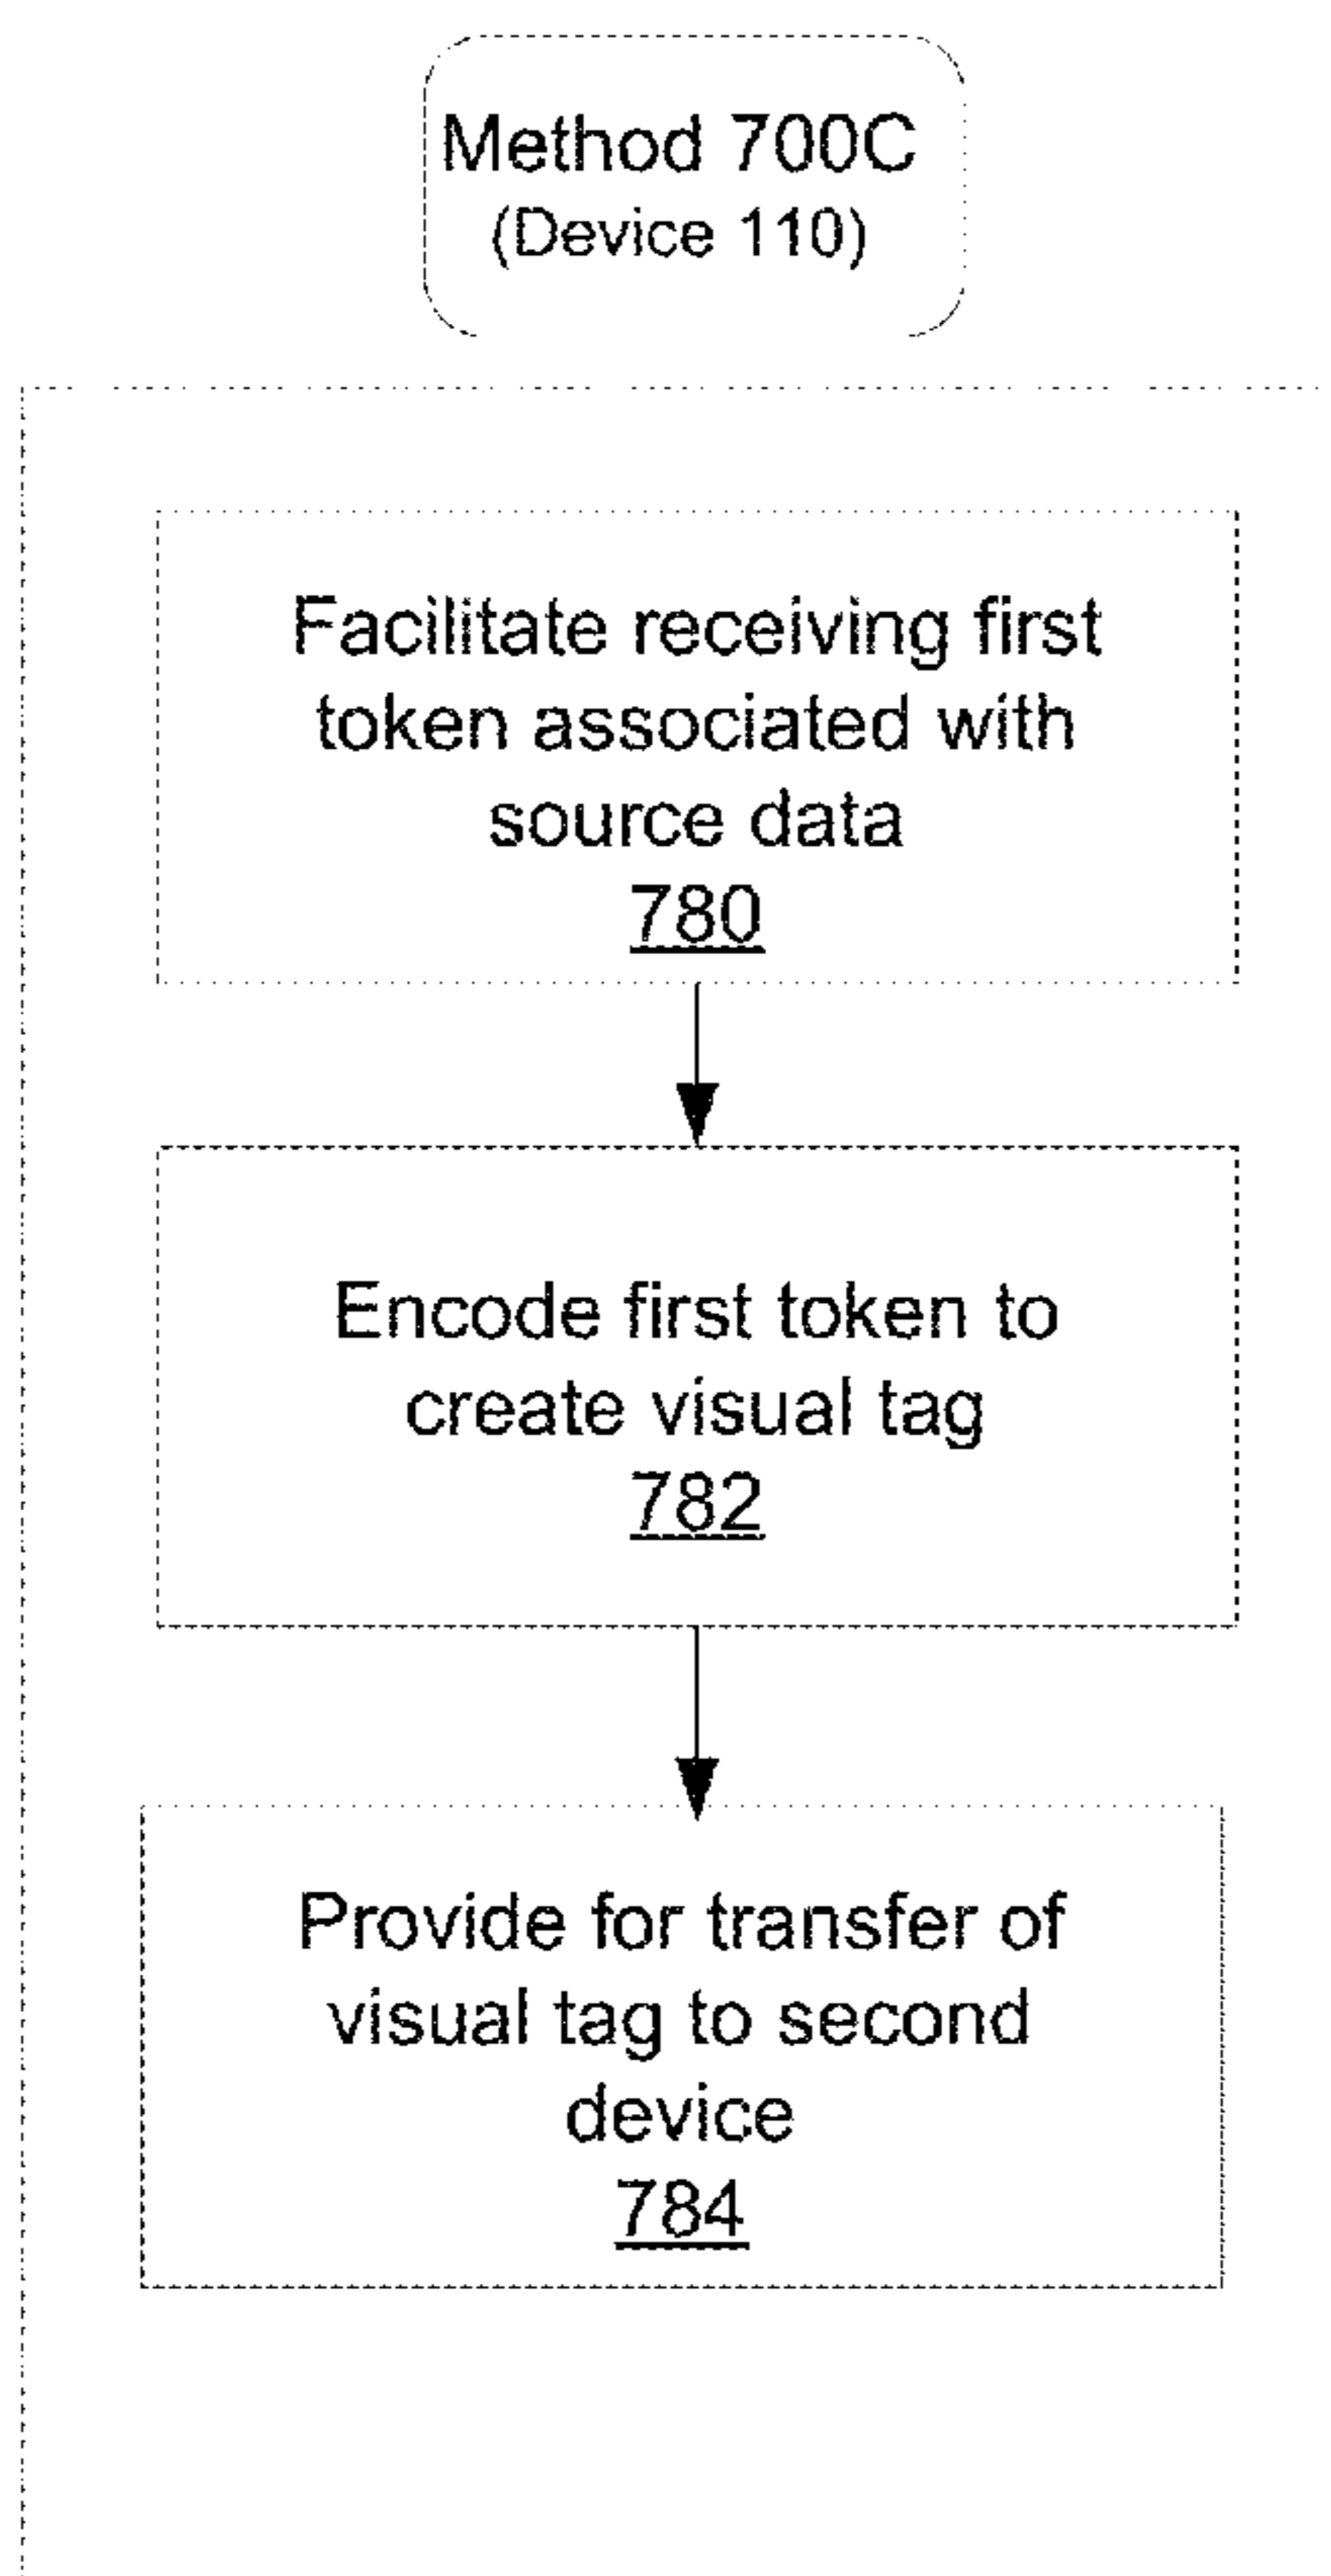 Method 700C
(Device 110)
Facilitate receiving first
token associated with
source data
780
Encode first token to
create visual tag
782
Provide for transfer of
visual tag to second
device
784